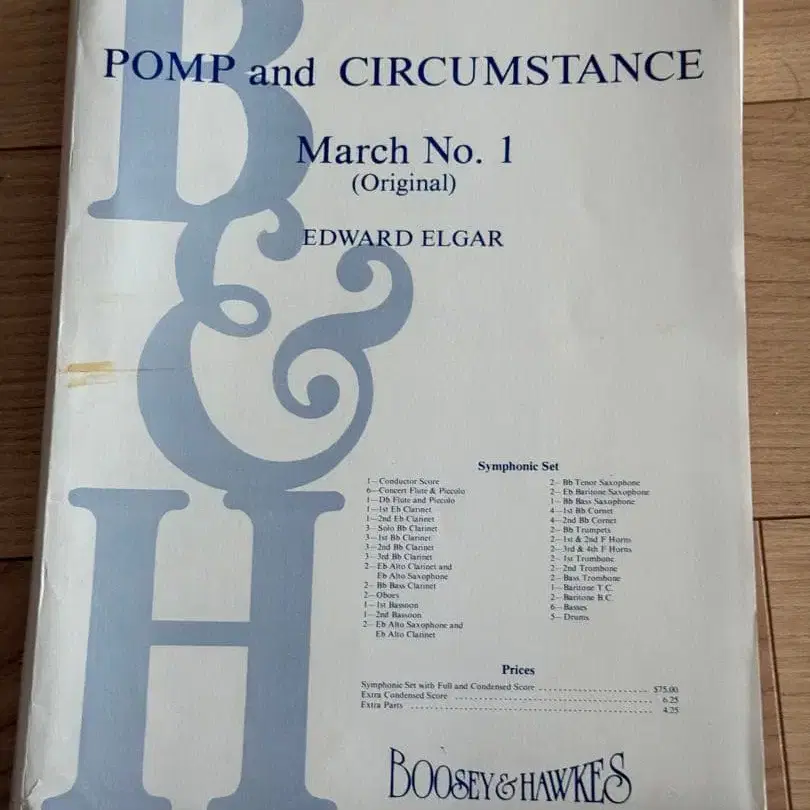 B
&
H
POMP and CIRCUMSTANCE
March No. 1
(Original)
EDWARD ELGAR
Symphonic Set
1—Conductor Score
6—Concert Flute & Piccolo
1—Db Flute and Piccolo
1—1st Eb Clarinet
1—2nd Eb Clarinet
3—Solo Bb Clarinet
3—1st Bb Clarinet
3—2nd Bb Clarinet
3—3rd Bb Clarinet
2—Eb Alto Clarinet and
Eb Alto Saxophone
2—Bb Bass Clarinet
2—Oboes
1—1st Bassoon
1—2nd Bassoon
2—Eb Alto Saxophone and
Eb Alto Clarinet
2—Bb Tenor Saxophone
2—Eb Baritone Saxophone
1—Bb Bass Saxophone
4—1st Bb Cornet
4—2nd Bb Cornet
2—Bb Trumpets
2—1st & 2nd F Horns
2—3rd & 4th F Horns
2—1st Trombone
2—2nd Trombone
2—Bass Trombone
1—Baritone T.C.
2—Baritone B.C.
6—Basses
5—Drums
Prices
Symphonic Set with Full and Condensed Score $75.00
Extra Condensed Score 6.25
Extra Parts 4.25
BOOSEY & HAWKES